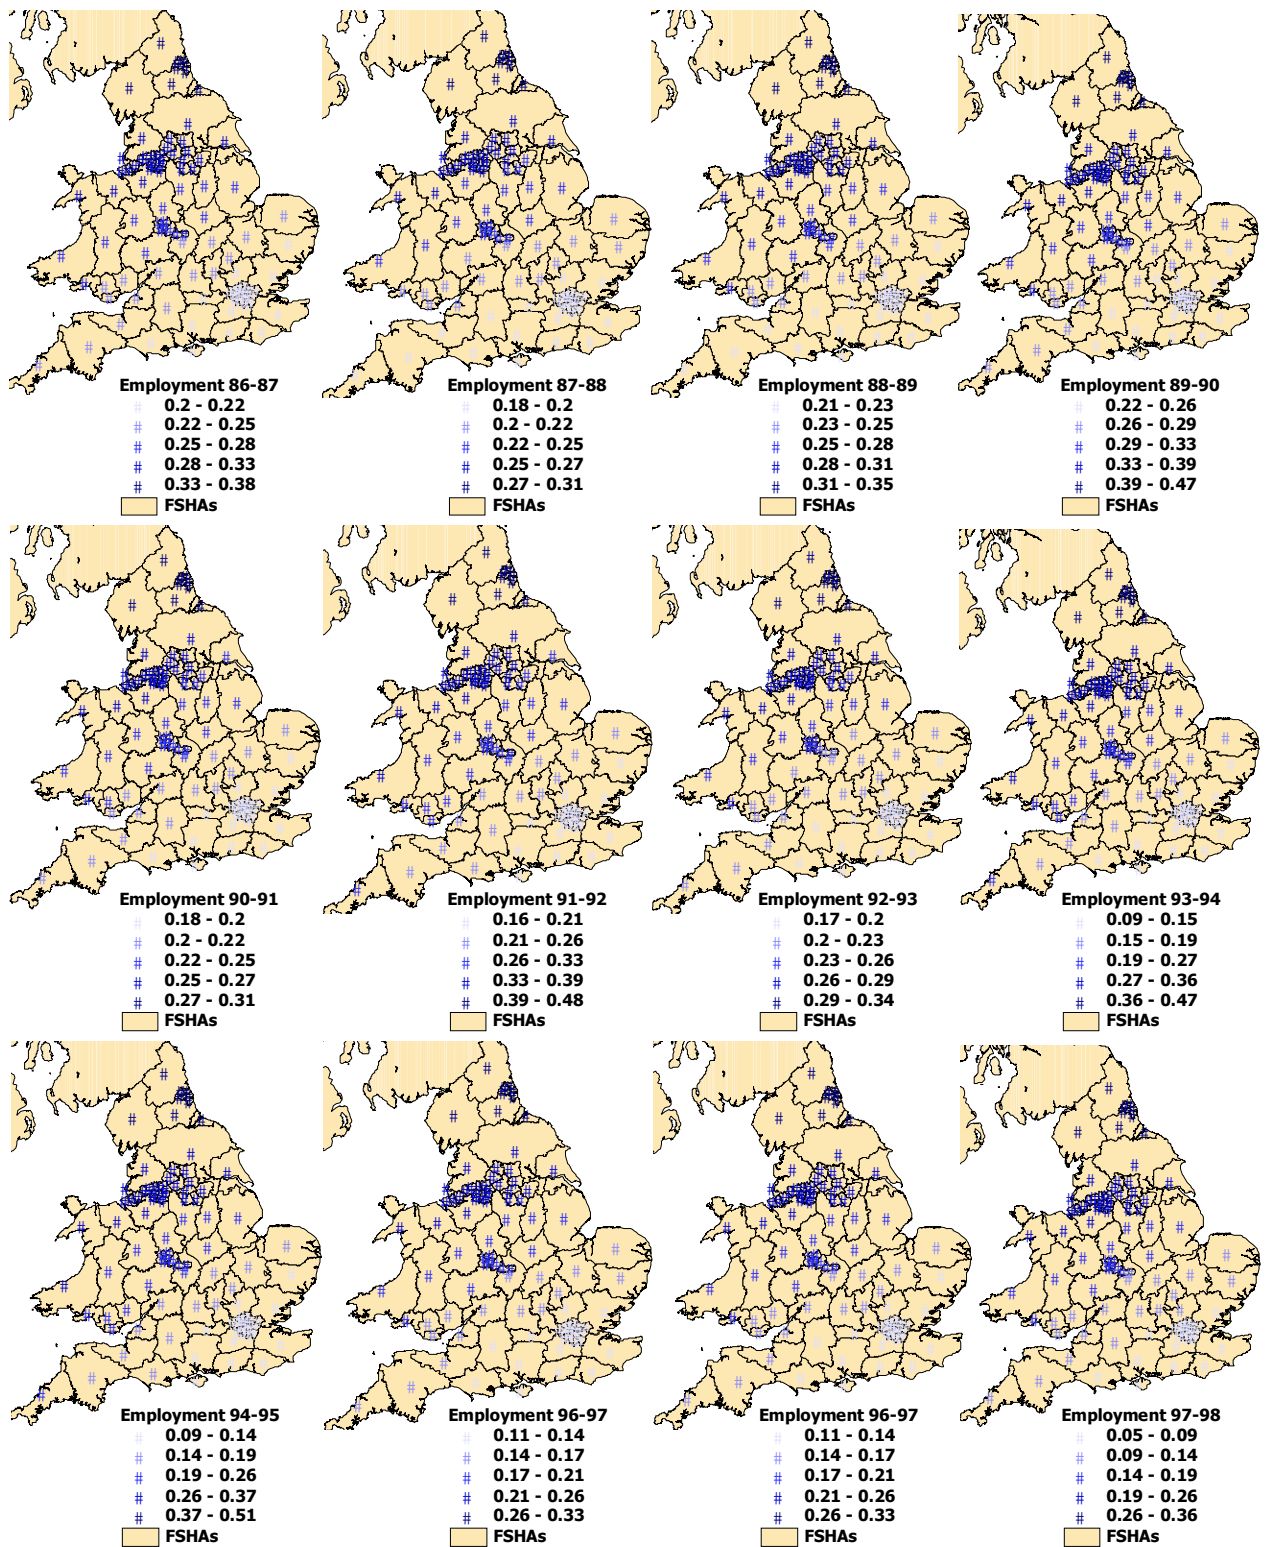 Employment 86-87
# 0.2 - 0.22
# 0.22 - 0.25
# 0.25 - 0.28
# 0.28 - 0.33
# 0.33 - 0.38
FSHAs
Employment 87-88
# 0.18 - 0.2
# 0.2 - 0.22
# 0.22 - 0.25
# 0.25 - 0.27
# 0.27 - 0.31
FSHAs
Employment 88-89
# 0.21 - 0.23
# 0.23 - 0.25
# 0.25 - 0.28
# 0.28 - 0.31
# 0.31 - 0.35
FSHAs
Employment 89-90
# 0.22 - 0.26
# 0.26 - 0.29
# 0.29 - 0.33
# 0.33 - 0.39
# 0.39 - 0.47
FSHAs
Employment 90-91
# 0.18 - 0.2
# 0.2 - 0.22
# 0.22 - 0.25
# 0.25 - 0.27
# 0.27 - 0.31
FSHAs
Employment 91-92
# 0.16 - 0.21
# 0.21 - 0.26
# 0.26 - 0.33
# 0.33 - 0.39
# 0.39 - 0.48
FSHAs
Employment 92-93
# 0.17 - 0.2
# 0.2 - 0.23
# 0.23 - 0.26
# 0.26 - 0.29
# 0.29 - 0.34
FSHAs
Employment 93-94
# 0.09 - 0.15
# 0.15 - 0.19
# 0.19 - 0.27
# 0.27 - 0.36
# 0.36 - 0.47
FSHAs
Employment 94-95
# 0.09 - 0.14
# 0.14 - 0.19
# 0.19 - 0.26
# 0.26 - 0.37
# 0.37 - 0.51
FSHAs
Employment 96-97
# 0.11 - 0.14
# 0.14 - 0.17
# 0.17 - 0.21
# 0.21 - 0.26
# 0.26 - 0.33
FSHAs
Employment 96-97
# 0.11 - 0.14
# 0.14 - 0.17
# 0.17 - 0.21
# 0.21 - 0.26
# 0.26 - 0.33
FSHAs
Employment 97-98
# 0.05 - 0.09
# 0.09 - 0.14
# 0.14 - 0.19
# 0.19 - 0.26
# 0.26 - 0.36
FSHAs